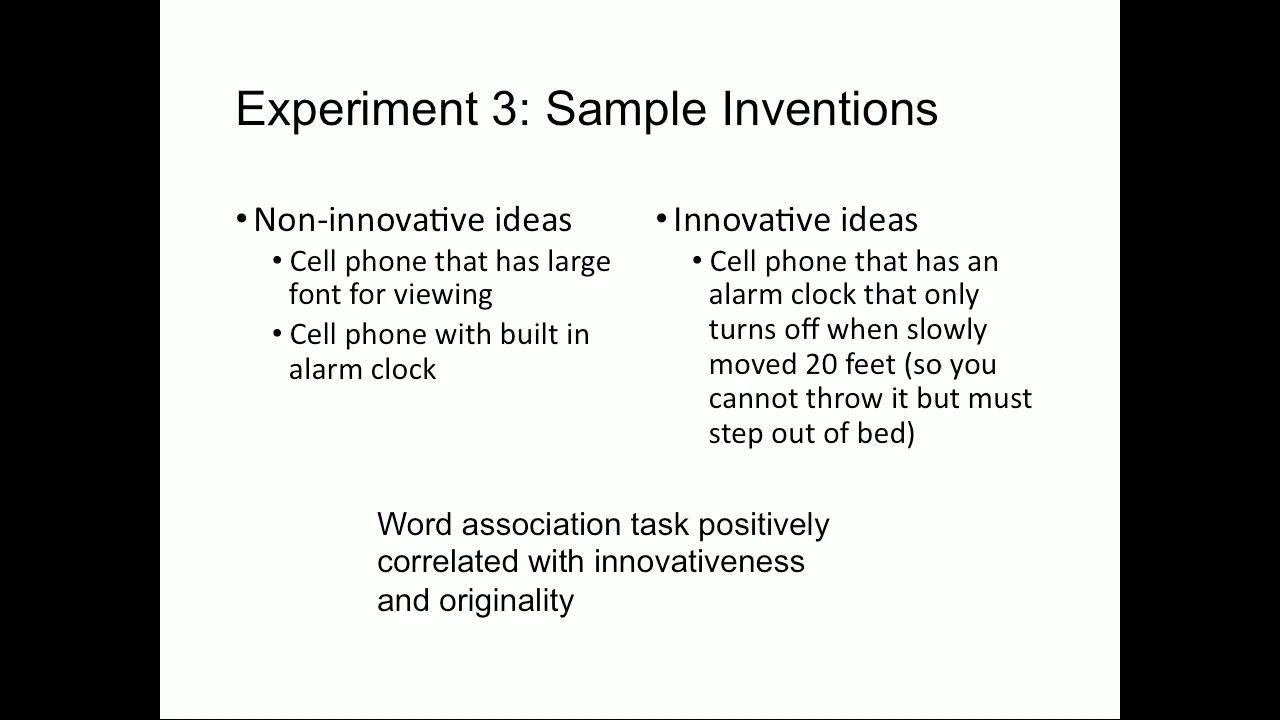 Experiment 3: Sample Inventions
• Non-innovative ideas
• Cell phone that has large
font for viewing
• Cell phone with built in
alarm clock
• Innovative ideas
• Cell phone that has an
alarm clock that only
turns off when slowly
moved 20 feet (so you
cannot throw it but must
step out of bed)
Word association task positively
correlated with innovativeness
and originality